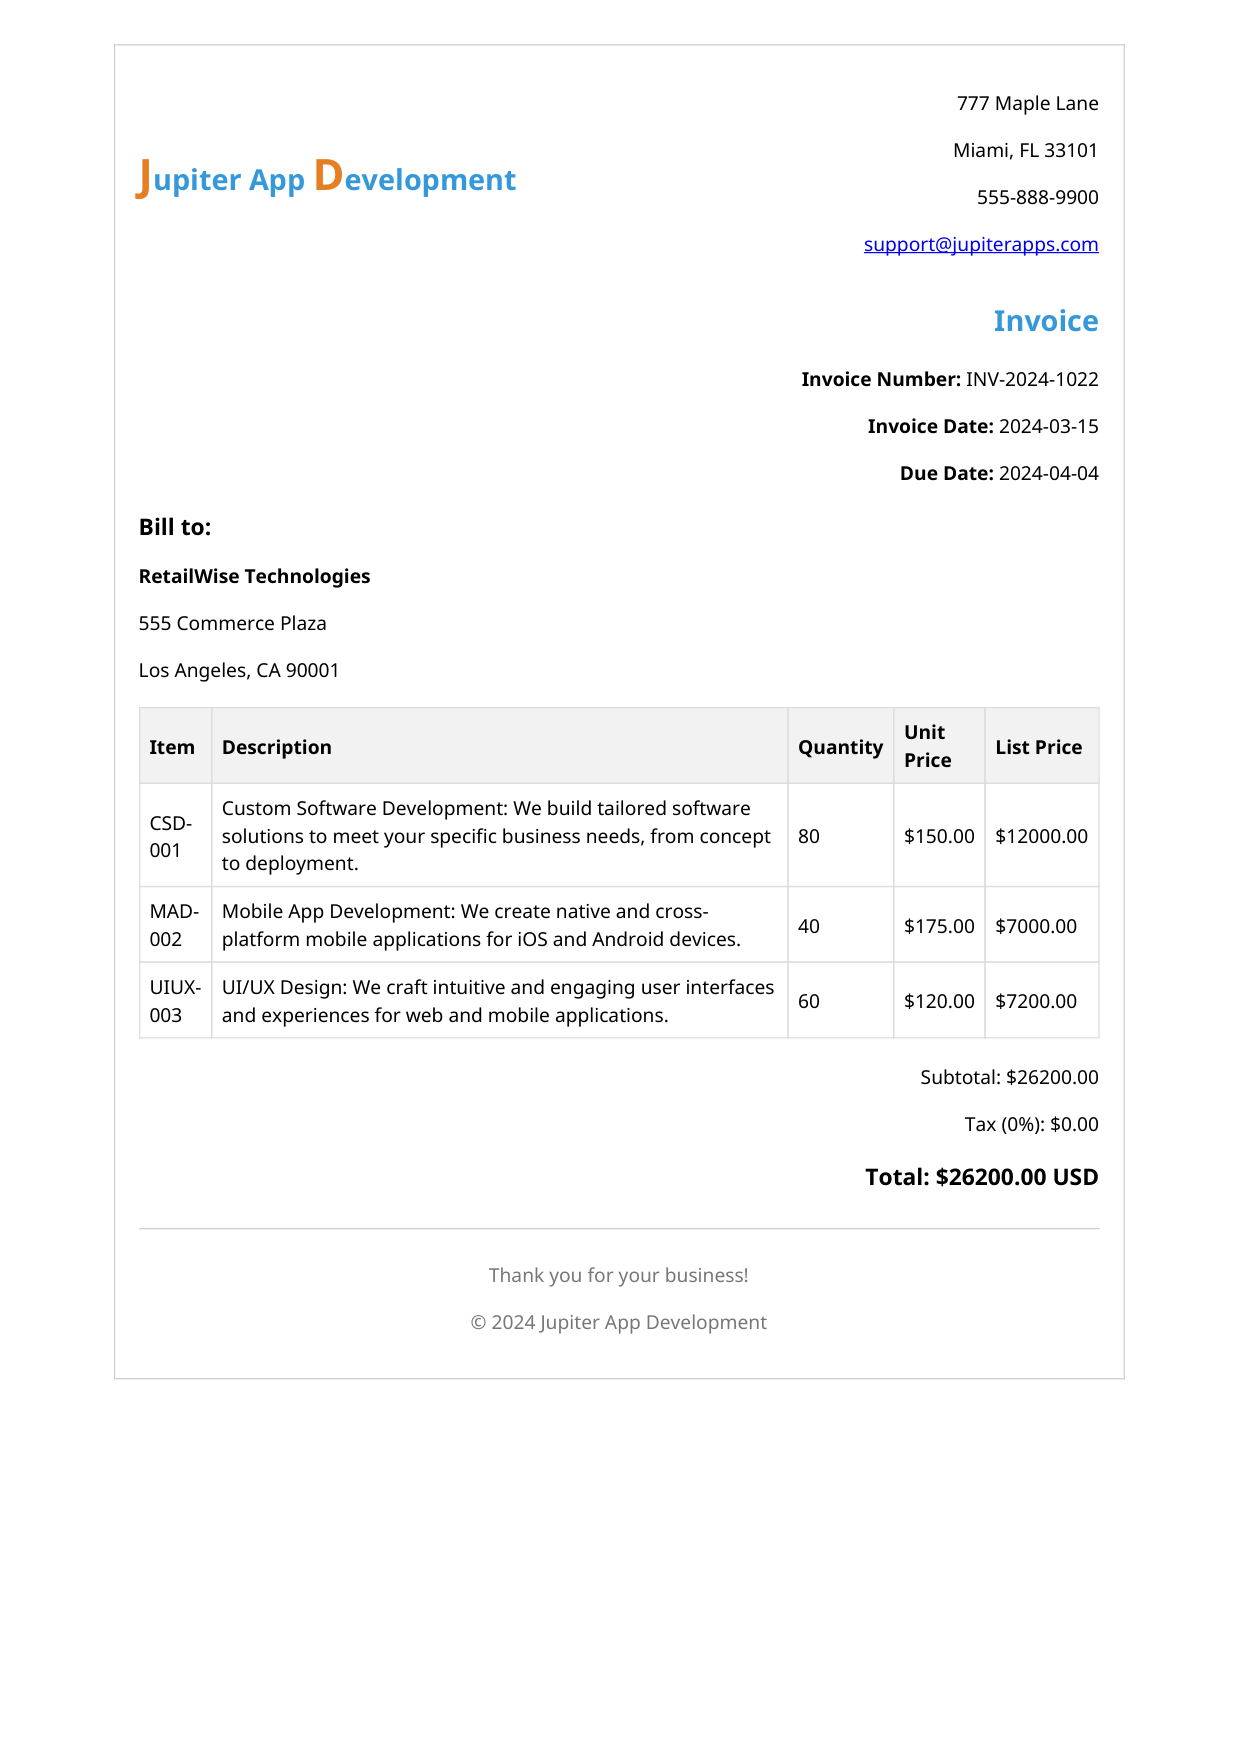 Jupiter App Development
777 Maple Lane
Miami, FL 33101
555-888-9900
support@jupiterapps.com
Invoice
Invoice Number: INV-2024-1022
Invoice Date: 2024-03-15
Due Date: 2024-04-04
Bill to:
RetailWise Technologies
555 Commerce Plaza
Los Angeles, CA 90001
Item Description Quantity Unit Price List Price
CSD-001 Custom Software Development: We build tailored software
solutions to meet your specific business needs, from concept
to deployment. 80 $150.00 $12000.00
MAD-002 Mobile App Development: We create native and cross-
platform mobile applications for iOS and Android devices. 40 $175.00 $7000.00
UIUX-003 UI/UX Design: We craft intuitive and engaging user interfaces
and experiences for web and mobile applications. 60 $120.00 $7200.00
Subtotal: $26200.00
Tax (0%): $0.00
Total: $26200.00 USD
Thank you for your business!
© 2024 Jupiter App Development